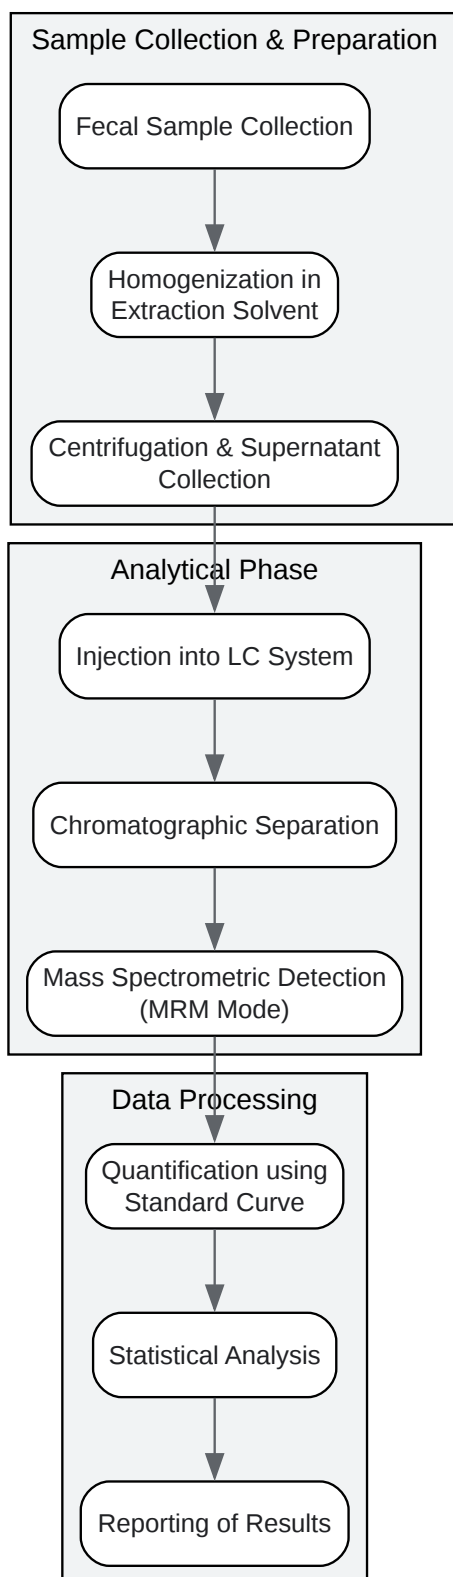 Sample Collection & Preparation
Fecal Sample Collection
Homogenization in
Extraction Solvent
Centrifugation & Supernatant
Collection
Analytical Phase
Injection into LC System
Chromatographic Separation
Mass Spectrometric Detection
(MRM Mode)
Data Processing
Quantification using
Standard Curve
Statistical Analysis
Reporting of Results